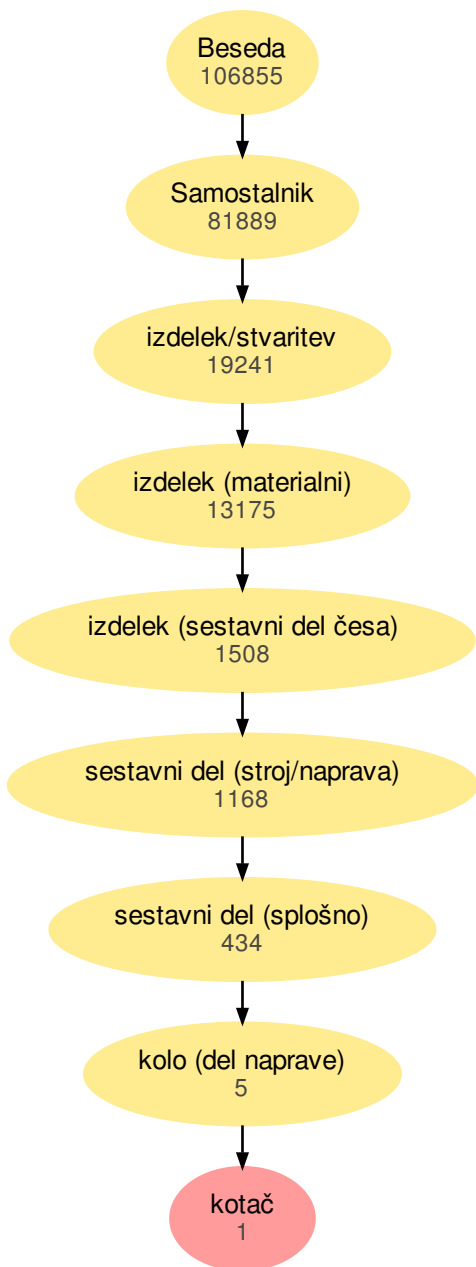 Beseda
106855
Samostalnik
81889
izdelek/stvaritev
19241
izdelek (materialni)
13175
izdelek (sestavni del česa)
1508
sestavni del (stroj/naprava)
1168
sestavni del (splošno)
434
kolo (del naprave)
5
kotač
1